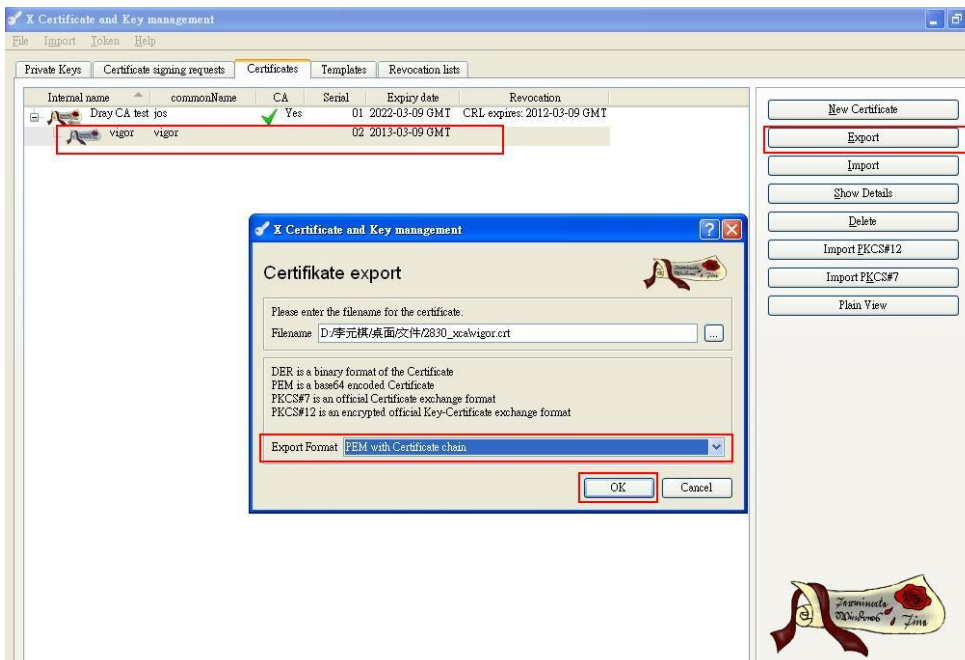 X Certificate and Key management
File Import Token Help
Private Keys Certificate signing requests Certificates Templates Revocation lists
Internal name commonName CA Serial Expiry date Revocation
Dray CA test jos Yes 01 2022-03-09 GMT CRL expires: 2012-03-09 GMT
vigor vigor 02 2013-03-09 GMT
New Certificate
Export
Import
Show Details
Delete
Import PKCS#12
Import PKCS#7
Plain View
X Certificate and Key management
Certifikate export
Please enter the filename for the certificate.
Filename D:/李元棋/桌面/文件/2830_xca\vigor.crt ...
DER is a binary format of the Certificate
PEM is a base64 encoded Certificate
PKCS#7 is an official Certificate exchange format
PKCS#12 is an encrypted official Key-Certificate exchange format
Export Format PEM with Certificate chain
OK Cancel